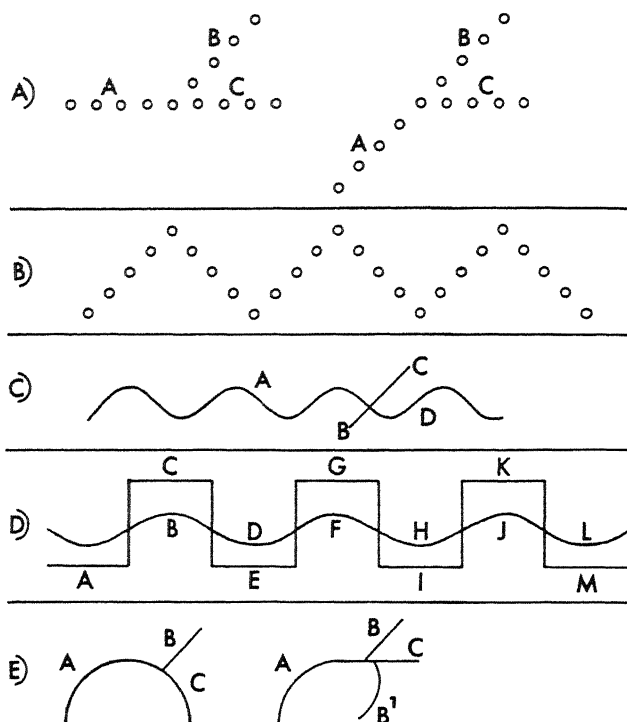 B B
A C C
A)
A
B)
A C
C)
B D
C G K
D) B D F H J L
A E I M
B B
E) A C A C
B¹